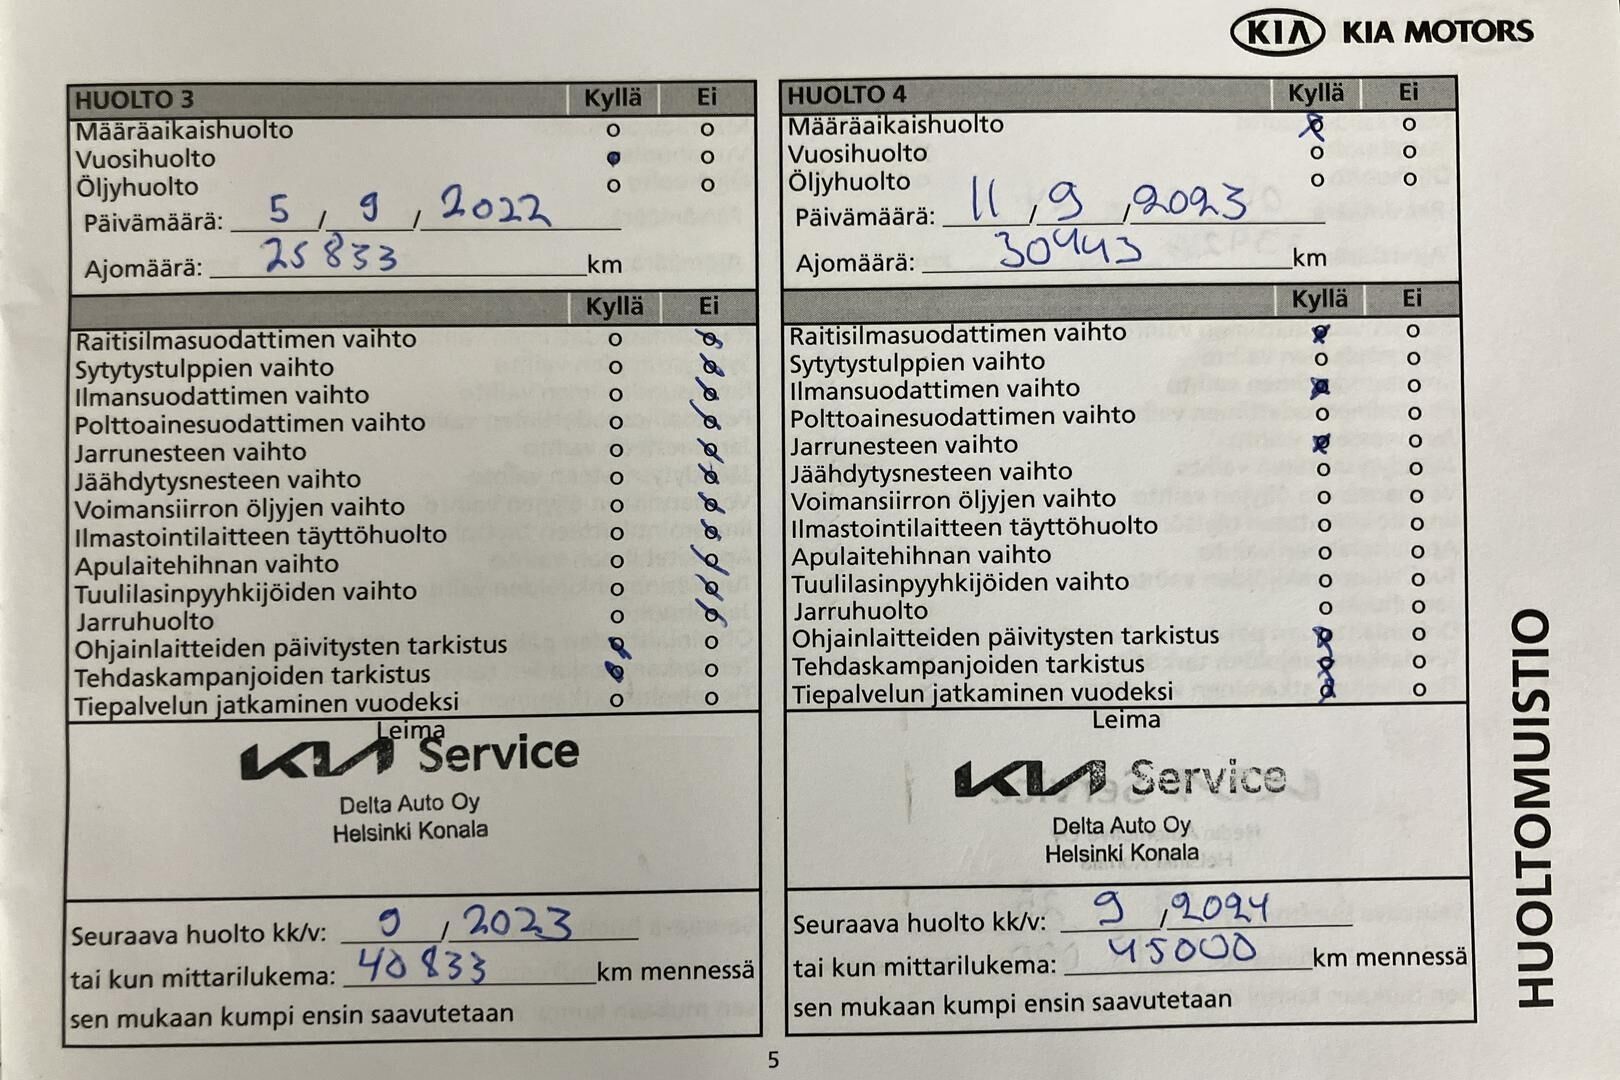 KIA KIA MOTORS
HUOLTO 3 Kyllä Ei
Määräaikaishuolto o o
Vuosihuolto o o
Öljyhuolto o o
Päivämäärä: 5 / 9 / 2022
Ajomäärä: 25833 km
Kyllä Ei
Raitisilmasuodattimen vaihto o o
Sytytystulppien vaihto o o
Ilmansuodattimen vaihto o o
Polttoainesuodattimen vaihto o o
Jarrunesteen vaihto o o
Jäähdytysnesteen vaihto o o
Voimansiirron öljyjen vaihto o o
Ilmastointilaitteen täyttöhuolto o o
Apulaitehihnan vaihto o o
Tuulilasinpyyhkijöiden vaihto o o
Jarruhuolto o o
Ohjainlaitteiden päivitysten tarkistus o o
Tehdaskampanjoiden tarkistus o o
Tiepalvelun jatkaminen vuodeksi o o
Leima
KIA Service
Delta Auto Oy
Helsinki Konala
Seuraava huolto kk/v: 9 / 2023
tai kun mittarilukema: 40833 km mennessä
sen mukaan kumpi ensin saavutetaan
HUOLTO 4 Kyllä Ei
Määräaikaishuolto o o
Vuosihuolto o o
Öljyhuolto o o
Päivämäärä: 11 / 9 / 2023
Ajomäärä: 30443 km
Kyllä Ei
Raitisilmasuodattimen vaihto o o
Sytytystulppien vaihto o o
Ilmansuodattimen vaihto o o
Polttoainesuodattimen vaihto o o
Jarrunesteen vaihto o o
Jäähdytysnesteen vaihto o o
Voimansiirron öljyjen vaihto o o
Ilmastointilaitteen täyttöhuolto o o
Apulaitehihnan vaihto o o
Tuulilasinpyyhkijöiden vaihto o o
Jarruhuolto o o
Ohjainlaitteiden päivitysten tarkistus o o
Tehdaskampanjoiden tarkistus o o
Tiepalvelun jatkaminen vuodeksi o o
Leima
KIA Service
Delta Auto Oy
Helsinki Konala
Seuraava huolto kk/v: 9 / 2024
tai kun mittarilukema: 45000 km mennessä
sen mukaan kumpi ensin saavutetaan
HUOLTOMUISTIO
5